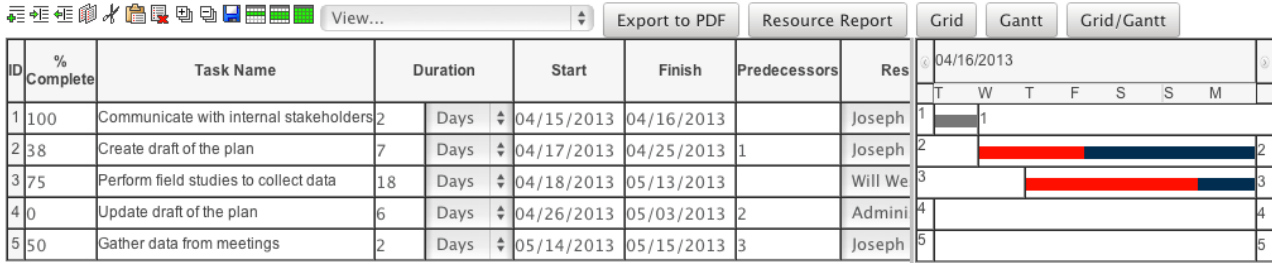 View... Export to PDF Resource Report Grid Gantt Grid/Gantt
ID % Complete Task Name Duration Start Finish Predecessors Res 04/16/2013
T W T F S S M
1 100 Communicate with internal stakeholders 2 Days 04/15/2013 04/16/2013 Joseph 1 1
2 38 Create draft of the plan 7 Days 04/17/2013 04/25/2013 1 Joseph 2 2
3 75 Perform field studies to collect data 18 Days 04/18/2013 05/13/2013 Will We 3 3
4 0 Update draft of the plan 6 Days 04/26/2013 05/03/2013 2 Admini 4 4
5 50 Gather data from meetings 2 Days 05/14/2013 05/15/2013 3 Joseph 5 5